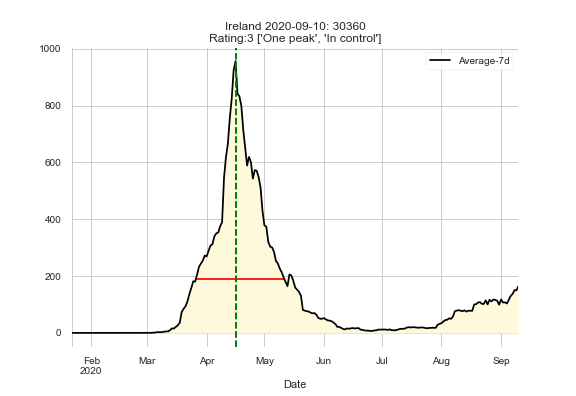 Ireland 2020-09-10: 30360
Rating:3 ['One peak', 'In control']
Average-7d
1000
800
600
400
200
0
Feb Mar Apr May Jun Jul Aug Sep
2020
Date